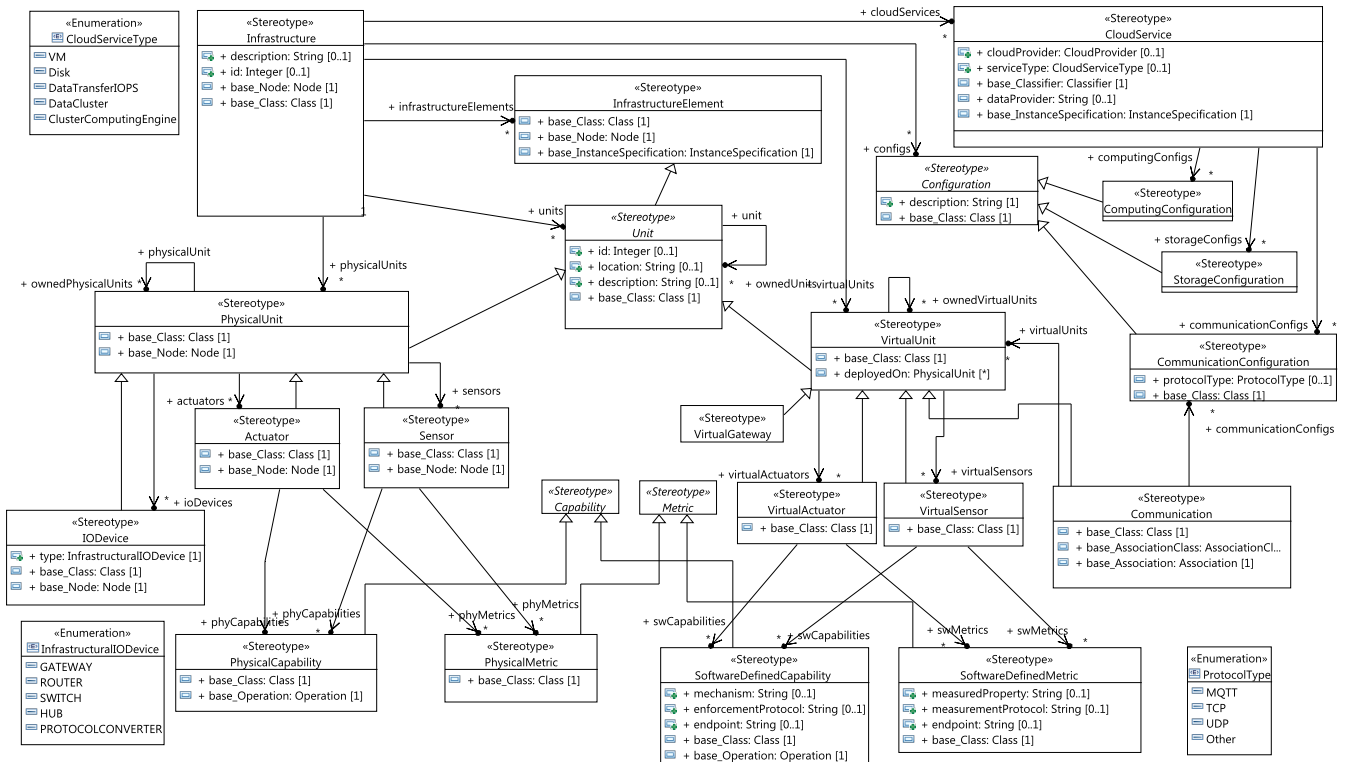 «Enumeration»
CloudServiceType
VM
Disk
DataTransferIOPS
DataCluster
ClusterComputingEngine
«Stereotype»
Infrastructure
+ description: String [0..1]
+ id: Integer [0..1]
+ base_Node: Node [1]
+ base_Class: Class [1]
1
+ cloudServices
*
«Stereotype»
CloudService
+ cloudProvider: CloudProvider [0..1]
+ serviceType: CloudServiceType [0..1]
+ base_Classifier: Classifier [1]
+ dataProvider: String [0..1]
+ base_InstanceSpecification: InstanceSpecification [1]
+ infrastructureElements
*
«Stereotype»
InfrastructureElement
+ base_Class: Class [1]
+ base_Node: Node [1]
+ base_InstanceSpecification: InstanceSpecification [1]
*
+ configs
«Stereotype»
Configuration
+ description: String [1]
+ base_Class: Class [1]
+ computingConfigs
*
«Stereotype»
ComputingConfiguration
+ storageConfigs
*
«Stereotype»
StorageConfiguration
+ units
*
«Stereotype»
Unit
+ id: Integer [0..1]
+ location: String [0..1]
+ description: String [0..1]
+ base_Class: Class [1]
+ unit
*
+ ownedUnits
+ physicalUnit
+ ownedPhysicalUnits
*
+ physicalUnits
*
«Stereotype»
PhysicalUnit
+ base_Class: Class [1]
+ base_Node: Node [1]
+ virtualUnits
*
*
+ ownedVirtualUnits
«Stereotype»
VirtualUnit
+ base_Class: Class [1]
+ deployedOn: PhysicalUnit [*]
+ virtualUnits
*
+ communicationConfigs
*
«Stereotype»
CommunicationConfiguration
+ protocolType: ProtocolType [0..1]
+ base_Class: Class [1]
*
+ communicationConfigs
+ actuators
*
«Stereotype»
Actuator
+ base_Class: Class [1]
+ base_Node: Node [1]
+ sensors
*
«Stereotype»
Sensor
+ base_Class: Class [1]
+ base_Node: Node [1]
«Stereotype»
VirtualGateway
+ virtualActuators
*
«Stereotype»
VirtualActuator
+ base_Class: Class [1]
*
+ virtualSensors
«Stereotype»
VirtualSensor
+ base_Class: Class [1]
«Stereotype»
Communication
+ base_Class: Class [1]
+ base_AssociationClass: AssociationCl...
+ base_Association: Association [1]
«Stereotype»
Capability
«Stereotype»
Metric
*
+ ioDevices
«Stereotype»
IODevice
+ type: InfrastructuralIODevice [1]
+ base_Class: Class [1]
+ base_Node: Node [1]
+ phyCapabilities
*
+ phyCapabilities
*
«Stereotype»
PhysicalCapability
+ base_Class: Class [1]
+ base_Operation: Operation [1]
+ phyMetrics
*
+ phyMetrics
*
«Stereotype»
PhysicalMetric
+ base_Class: Class [1]
+ swCapabilities
*
+ swCapabilities
*
«Stereotype»
SoftwareDefinedCapability
+ mechanism: String [0..1]
+ enforcementProtocol: String [0..1]
+ endpoint: String [0..1]
+ base_Class: Class [1]
+ base_Operation: Operation [1]
+ swMetrics
*
+ swMetrics
*
«Stereotype»
SoftwareDefinedMetric
+ measuredProperty: String [0..1]
+ measurementProtocol: String [0..1]
+ endpoint: String [0..1]
+ base_Class: Class [1]
«Enumeration»
InfrastructuralIODevice
GATEWAY
ROUTER
SWITCH
HUB
PROTOCOLCONVERTER
«Enumeration»
ProtocolType
MQTT
TCP
UDP
Other